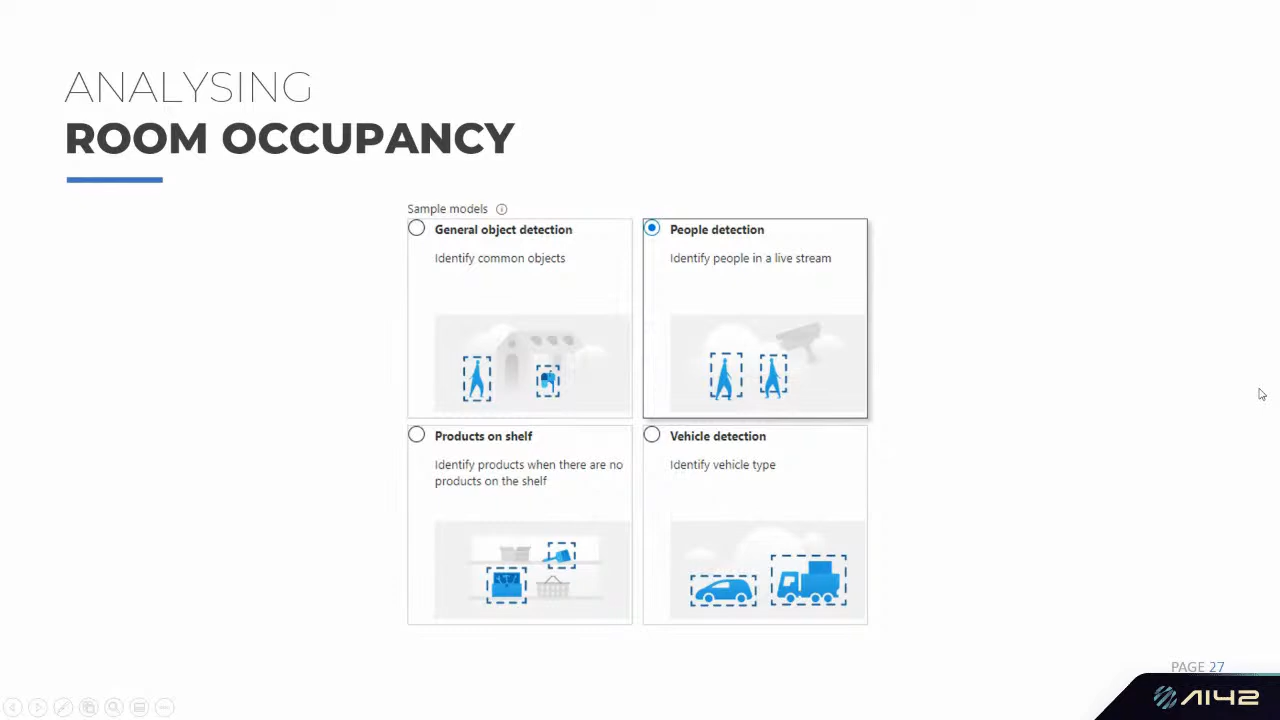 ANALYSING
ROOM OCCUPANCY
Sample models
General object detection
Identify common objects
People detection
Identify people in a live stream
Products on shelf
Identify products when there are no
products on the shelf
Vehicle detection
Identify vehicle type
PAGE 27
AI42